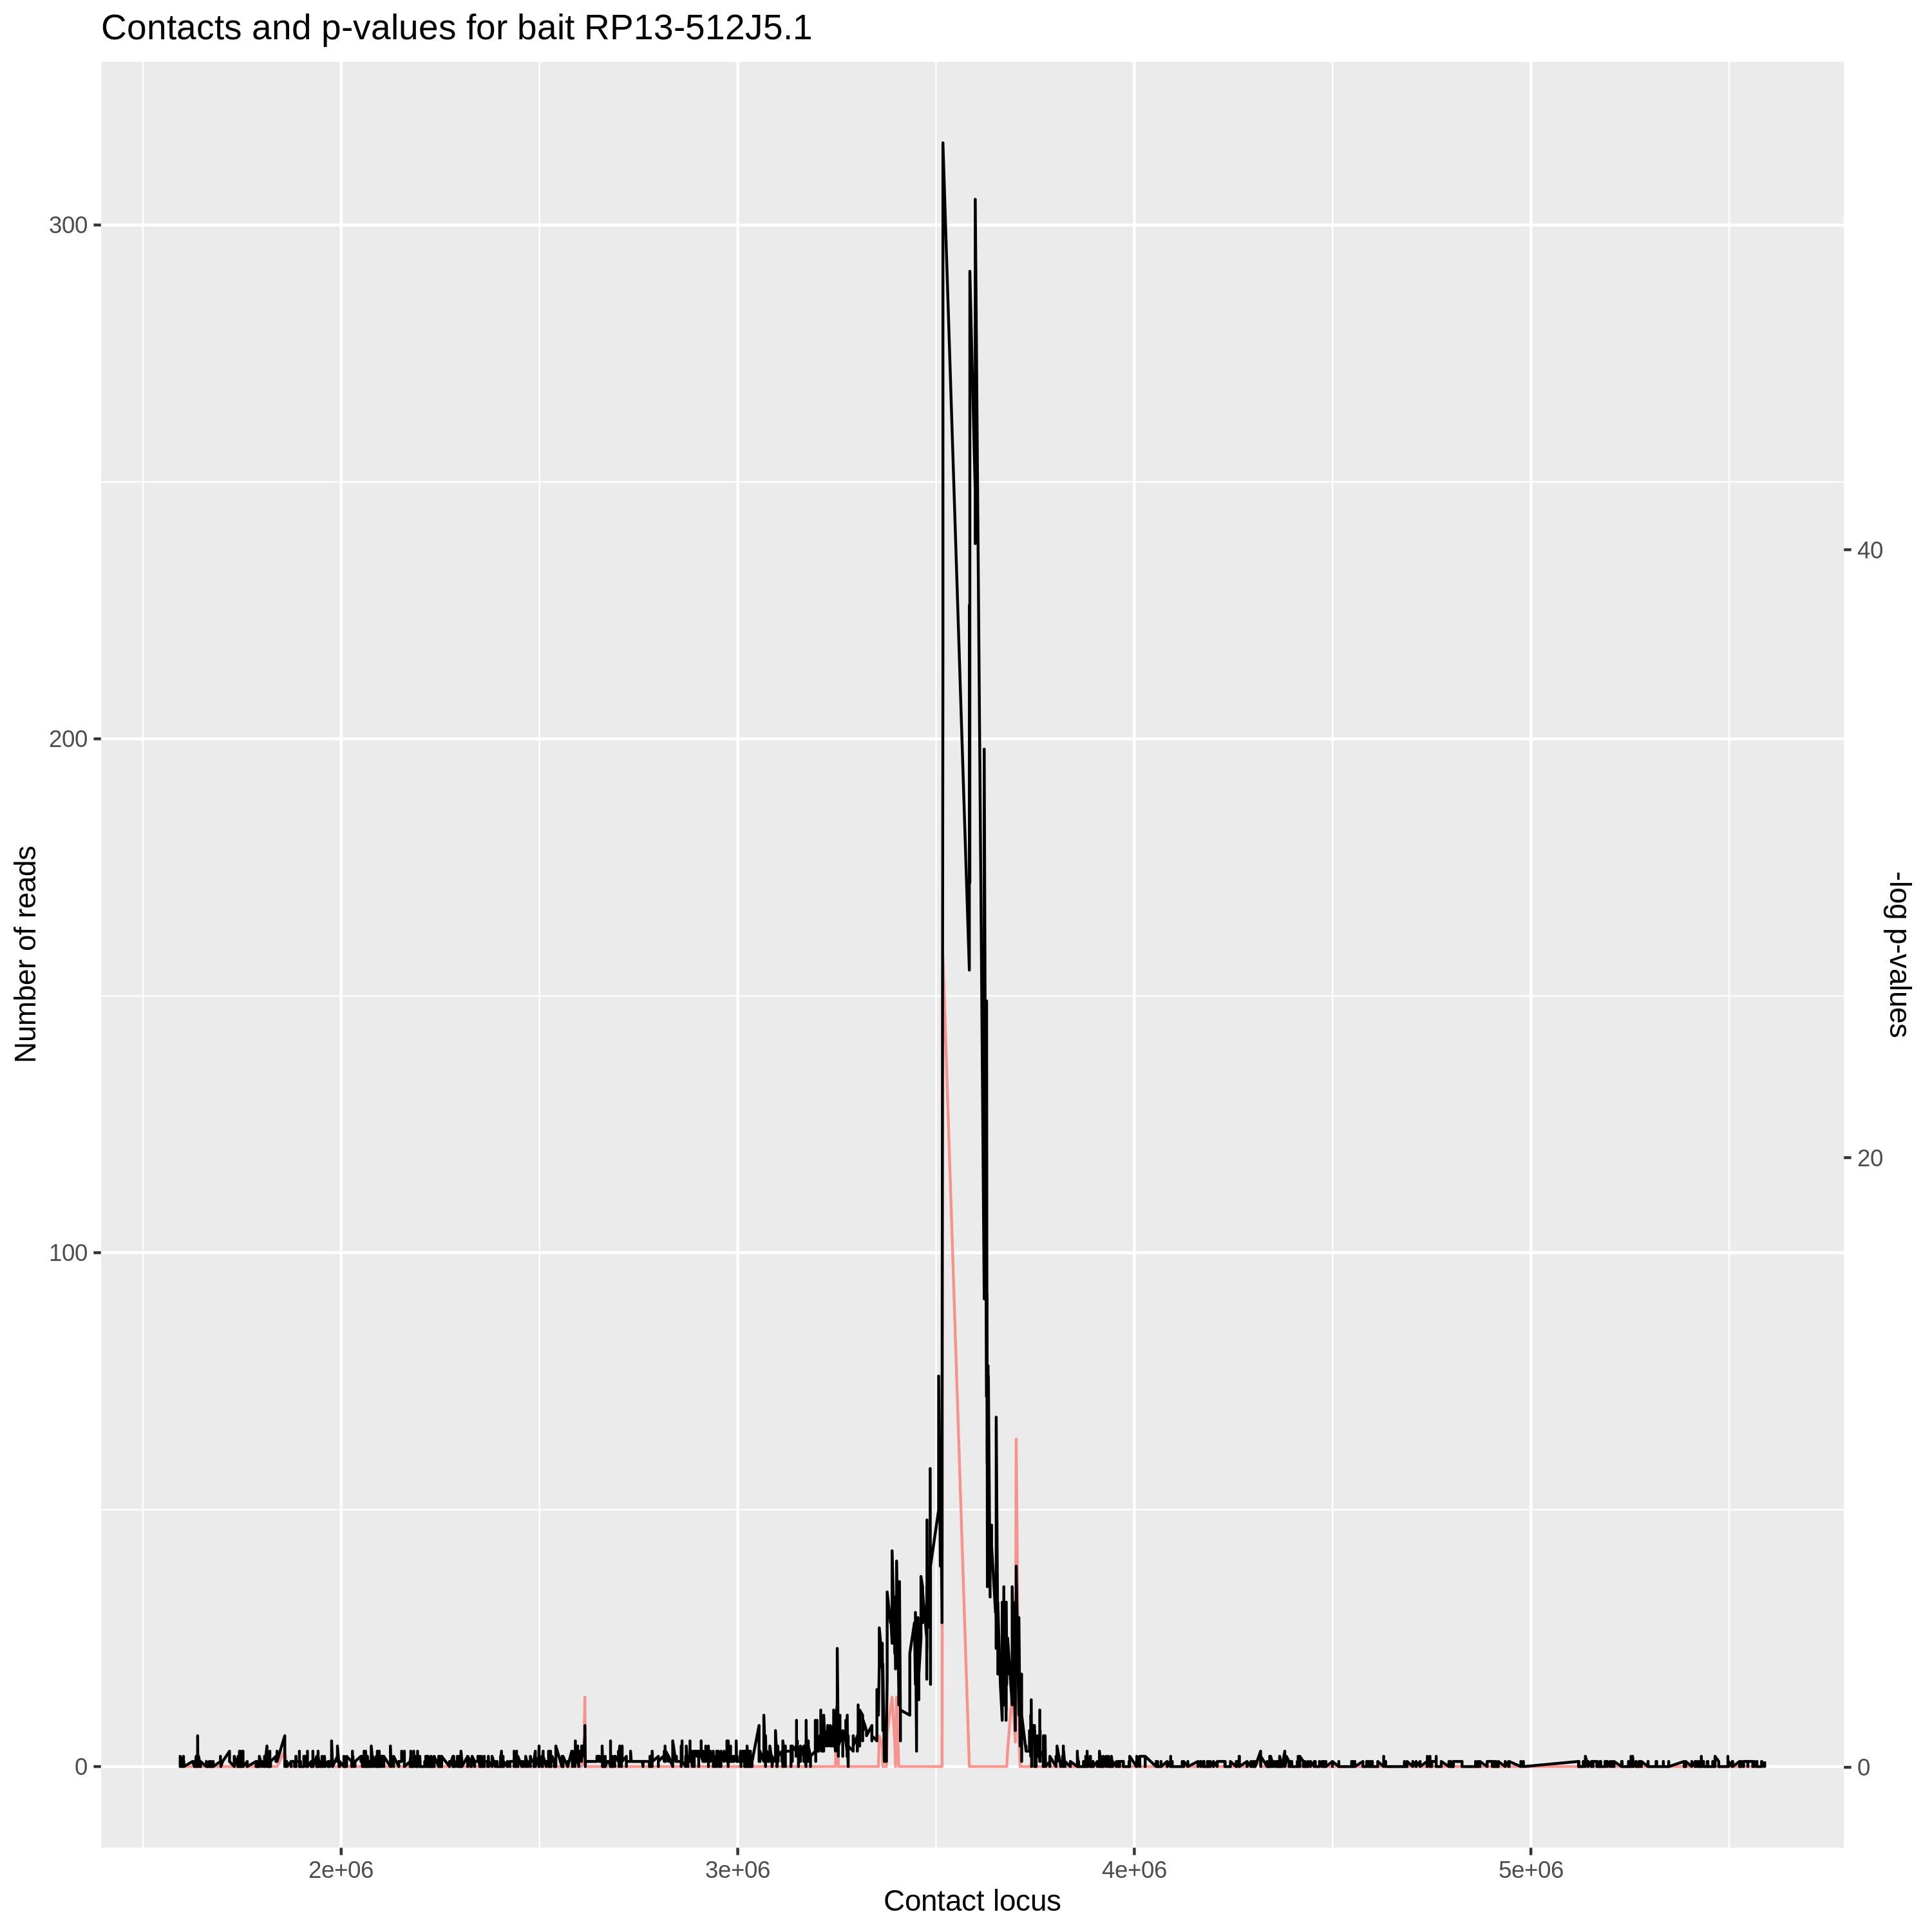 Contacts and p-values for bait RP13-512J5.1
300
200
100
0
Number of reads
40
20
0
-log p-values
2e+06
3e+06
4e+06
5e+06
Contact locus